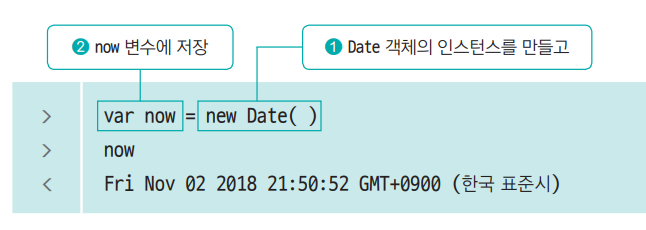 ❷ now 변수에 저장
❶ Date 객체의 인스턴스를 만들고
> var now = new Date( )
> now
< Fri Nov 02 2018 21:50:52 GMT+0900 (한국 표준시)